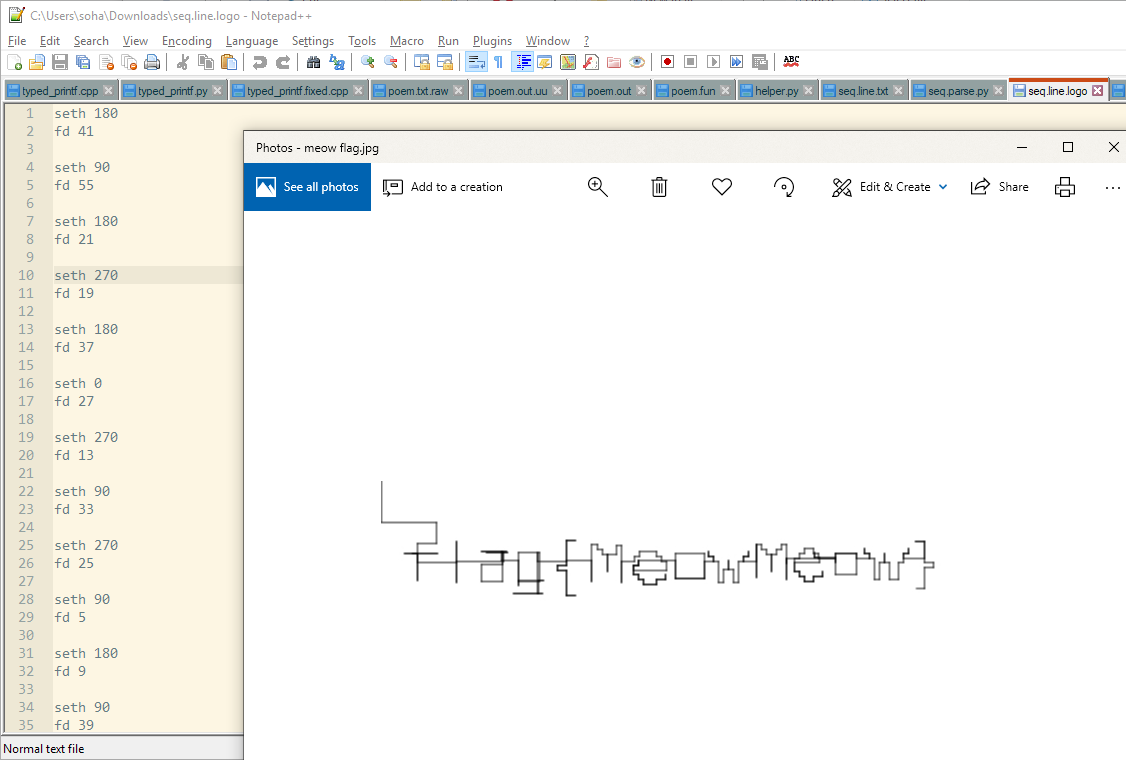 C:\Users\soha\Downloads\seq.line.logo - Notepad++
File Edit Search View Encoding Language Settings Tools Macro Run Plugins Window ?
ABC
typed_printf.cpp typed_printf.py typed_printf.fixed.cpp poem.txt.raw poem.out.uu poem.out poem.fun helper.py seq.line.txt seq.parse.py seq.line.logo
1 seth 180
2 fd 41
3
4 seth 90
5 fd 55
6
7 seth 180
8 fd 21
9
10 seth 270
11 fd 19
12
13 seth 180
14 fd 37
15
16 seth 0
17 fd 27
18
19 seth 270
20 fd 13
21
22 seth 90
23 fd 33
24
25 seth 270
26 fd 25
27
28 seth 90
29 fd 5
30
31 seth 180
32 fd 9
33
34 seth 90
35 fd 39
Normal text file
Photos - meow flag.jpg
See all photos Add to a creation Edit & Create Share
flag{MeowMeow}